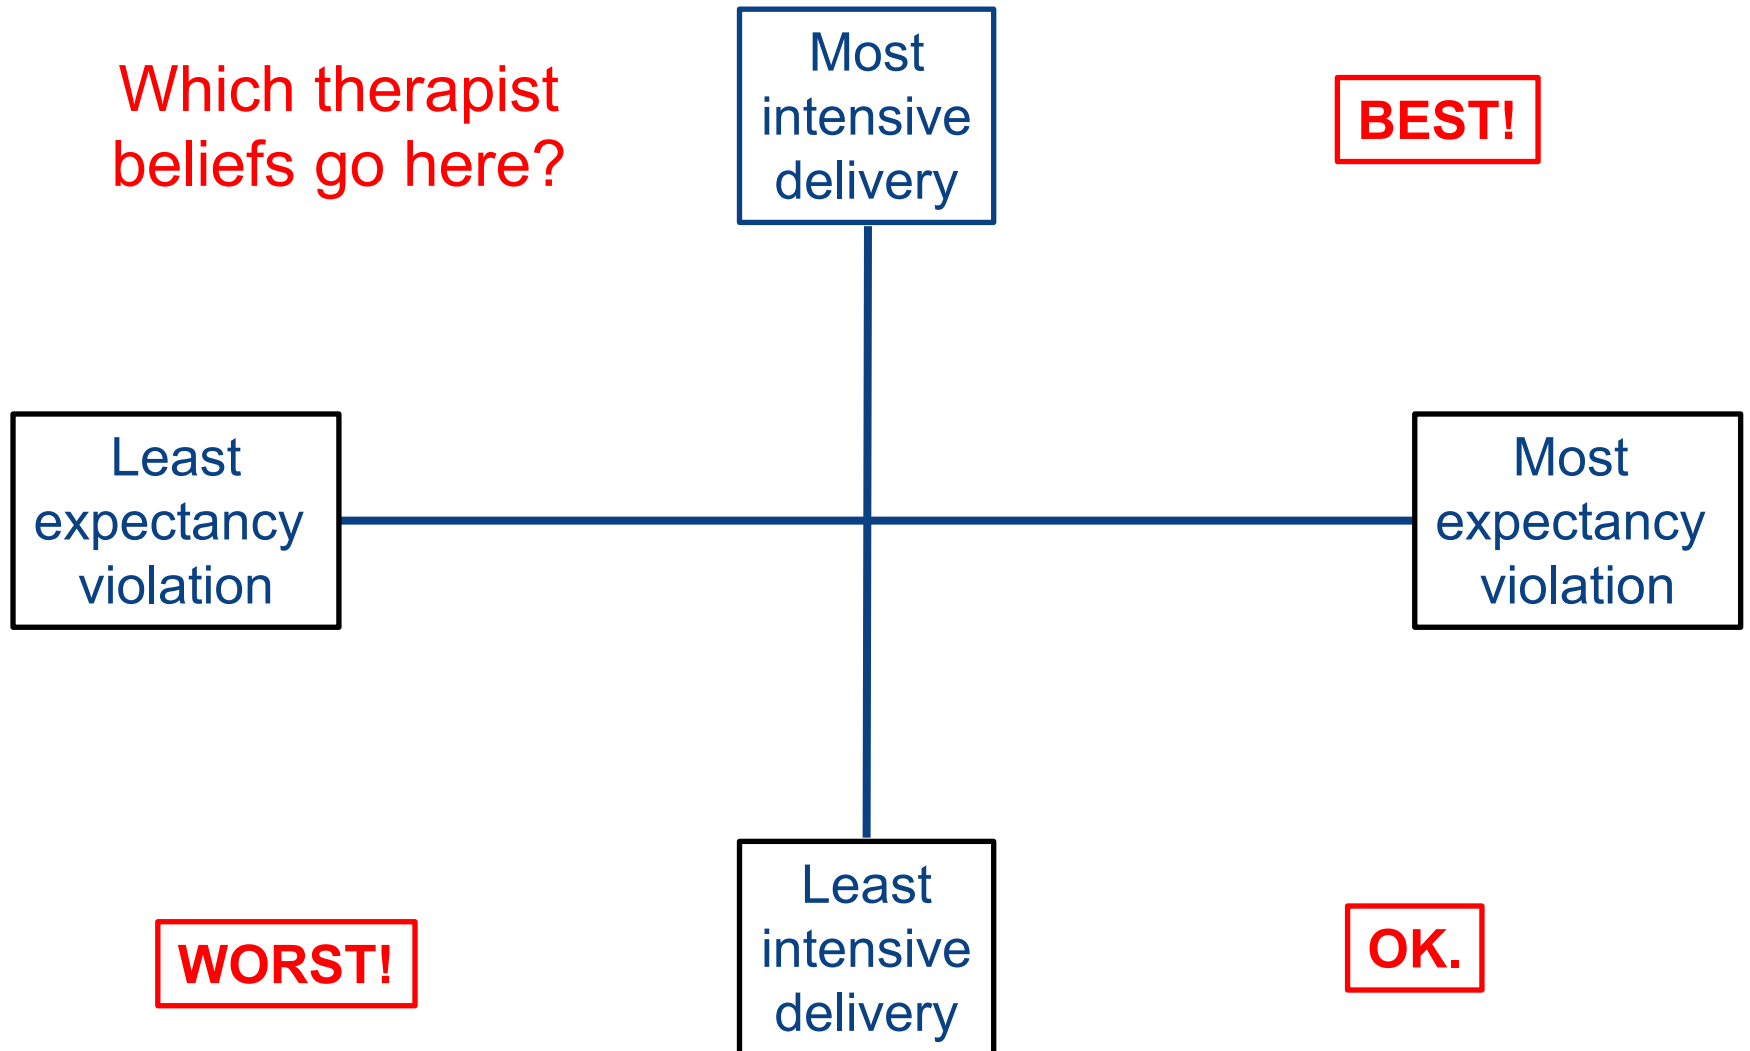 Which therapist
beliefs go here?
Most
intensive
delivery
BEST!
Least
expectancy
violation
Most
expectancy
violation
WORST!
Least
intensive
delivery
OK.